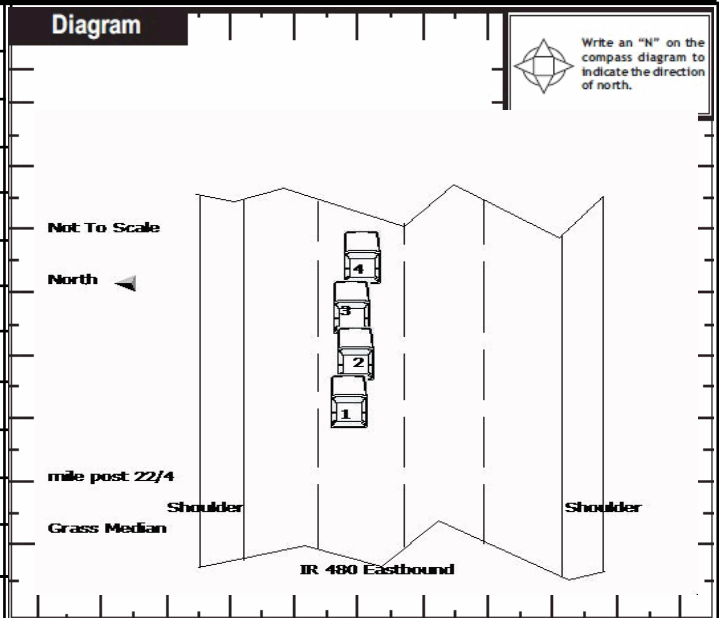 Diagram
Write an “N” on the
compass diagram to
indicate the direction
of north.
Not To Scale
North
4
3
2
1
mile post 22/4
Shoulder
Shoulder
Grass Median
IR 480 Eastbound